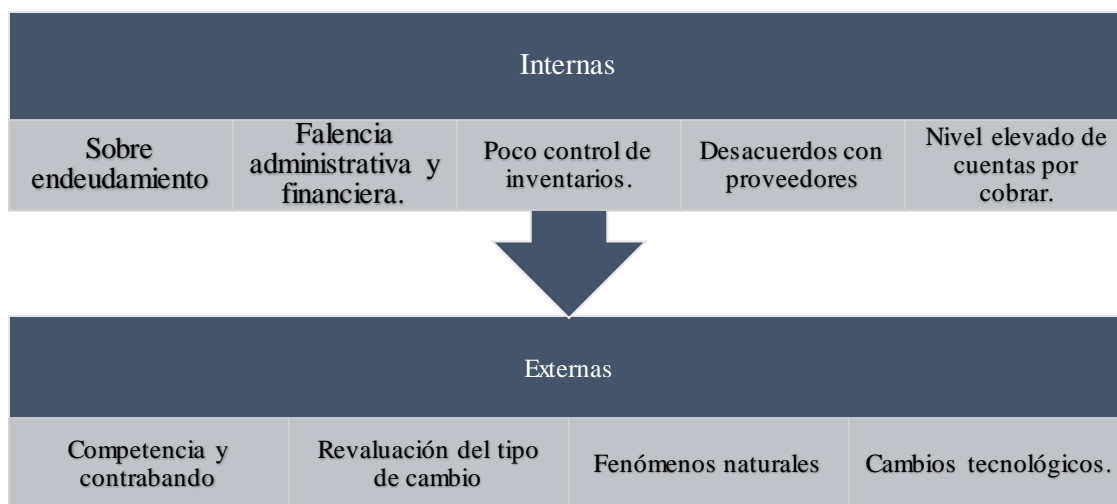 Internas
Sobre
endeudamiento
Falencia
administrativa y
financiera.
Poco control de
inventarios.
Desacuerdos con
proveedores
Nivel elevado de
cuentas por
cobrar.
Externas
Competencia y
contrabando
Revaluación del tipo
de cambio
Fenómenos naturales
Cambios tecnológicos.